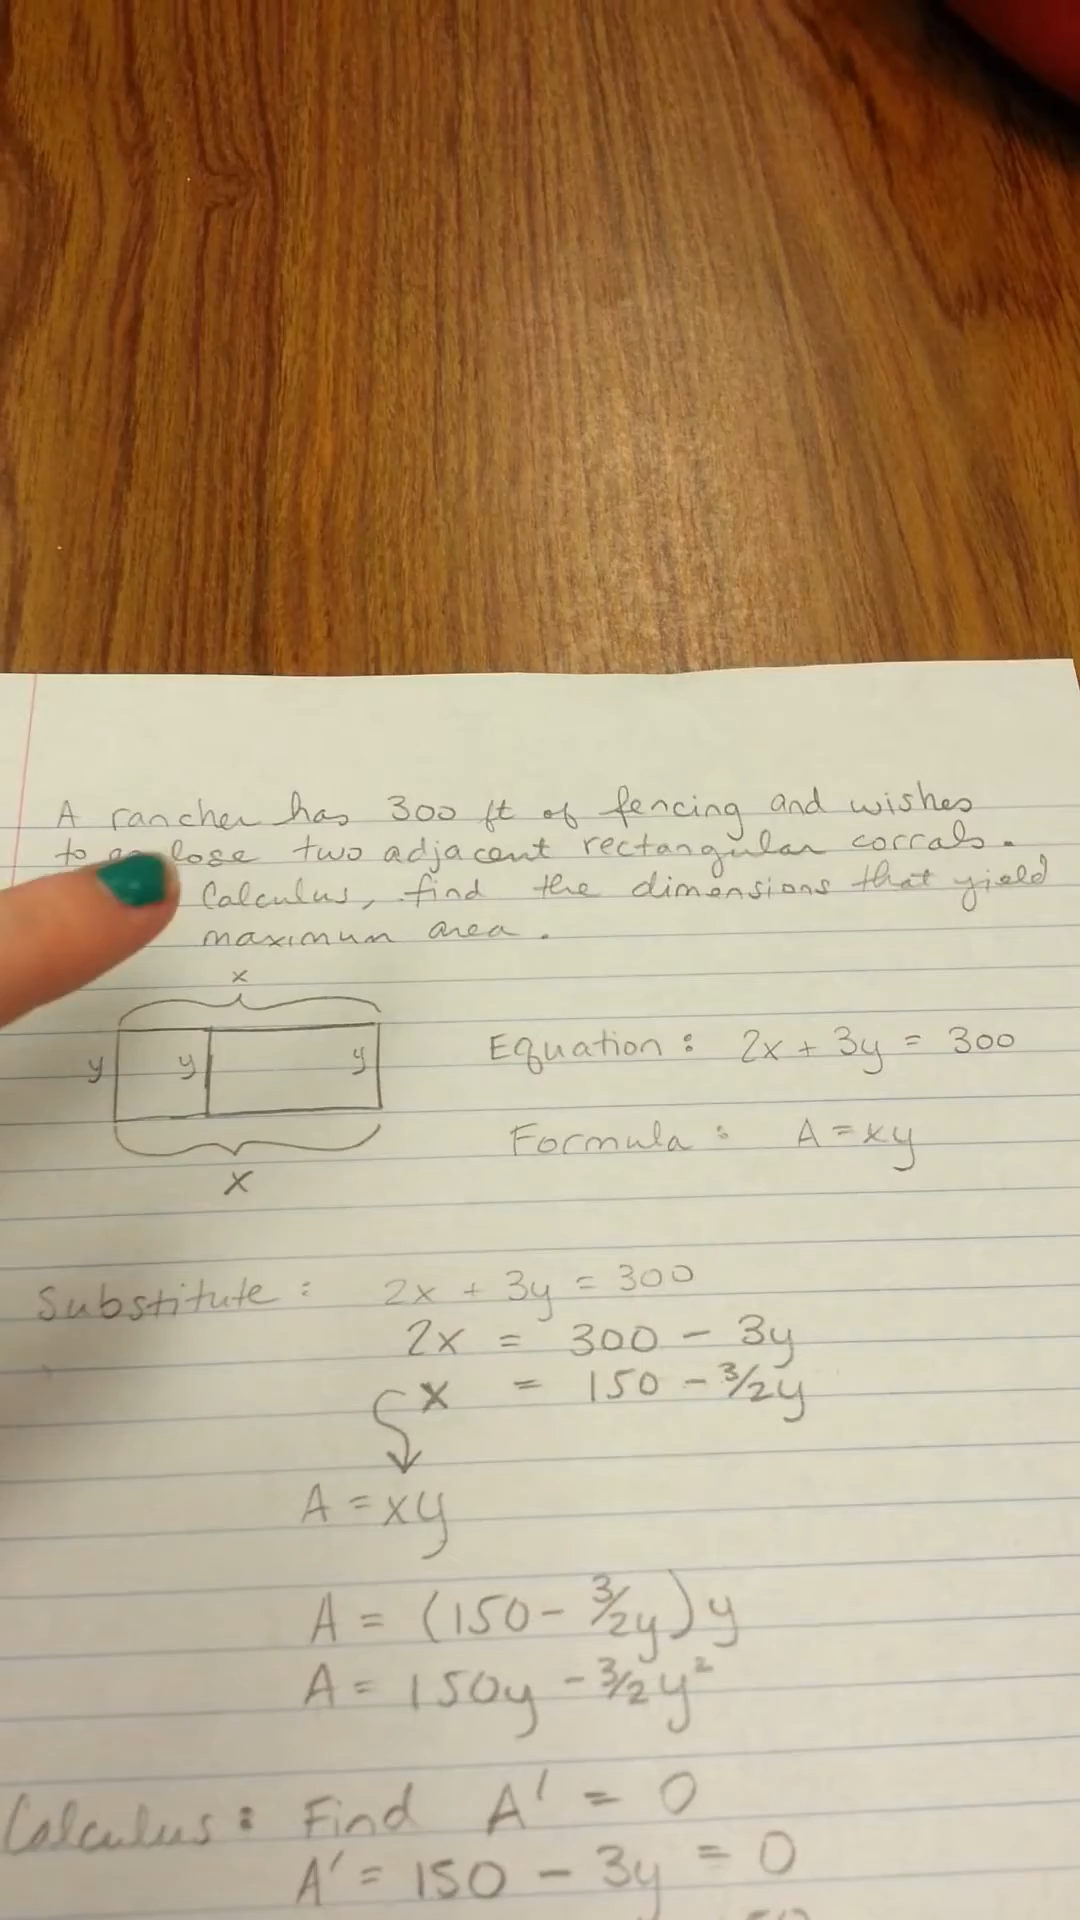 A rancher has 300 ft of fencing and wishes
to lose two adjacent rectangular corrals.
Calculus, find the dimensions that yield
maximum area.
x
y y y
x
Equation: 2x + 3y = 300
Formula: A = xy
Substitute: 2x + 3y = 300
2x = 300 - 3y
x = 150 - 3/2y
A = xy
A = (150 - 3/2y)y
A = 150y - 3/2y²
Calculus: Find A' = 0
A' = 150 - 3y = 0